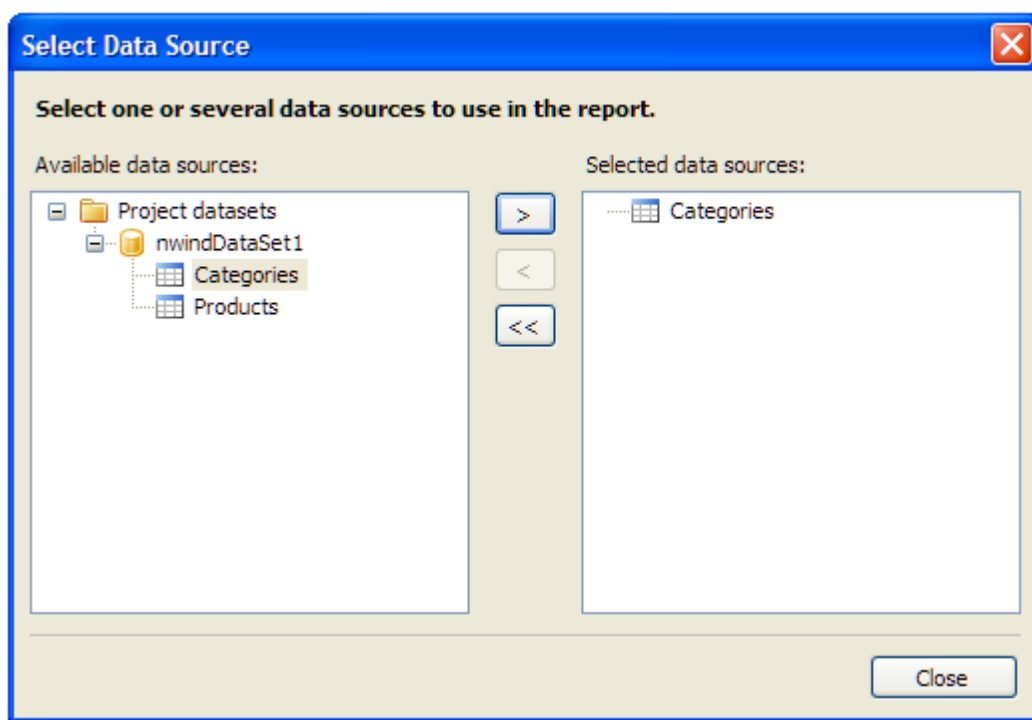 Select Data Source
Select one or several data sources to use in the report.
Available data sources:
Project datasets
nwindDataSet1
Categories
Products
>
<
<<
Selected data sources:
Categories
Close